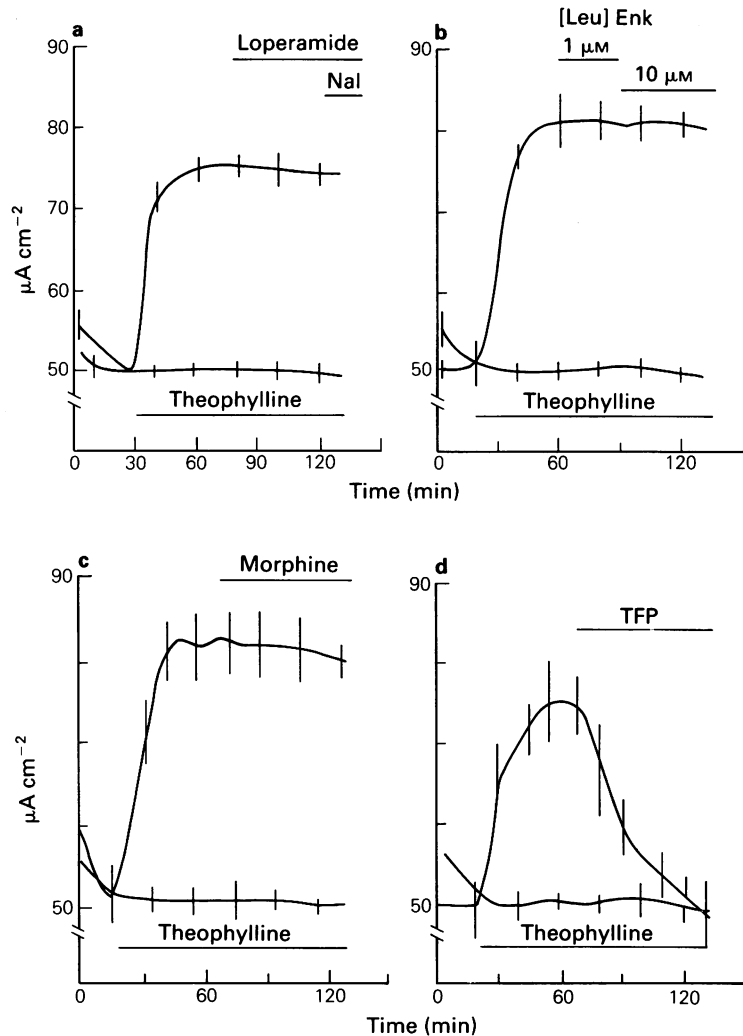 a
Loperamide
Nal
90
80
75
70
60
50
µA cm⁻²
Theophylline
0 30 60 90 120
b
[Leu] Enk
1 µM
10 µM
90
50
Theophylline
0 60 120
Time (min)
c
Morphine
90
50
µA cm⁻²
Theophylline
0 60 120
d
TFP
90
50
Theophylline
0 60 120
Time (min)